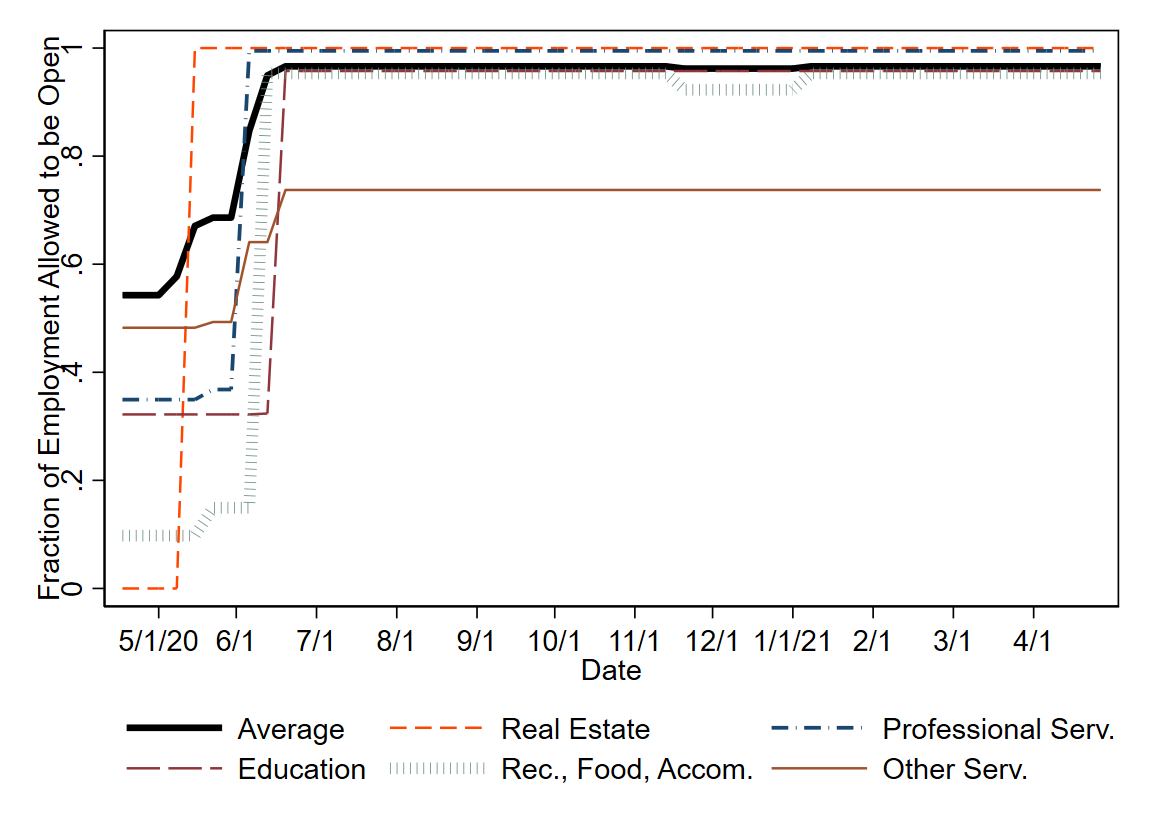 Fraction of Employment Allowed to be Open
1
.8
.6
.4
.2
0
5/1/20 6/1 7/1 8/1 9/1 10/1 11/1 12/1 1/1/21 2/1 3/1 4/1
Date
Average Real Estate Professional Serv.
Education Rec., Food, Accom. Other Serv.